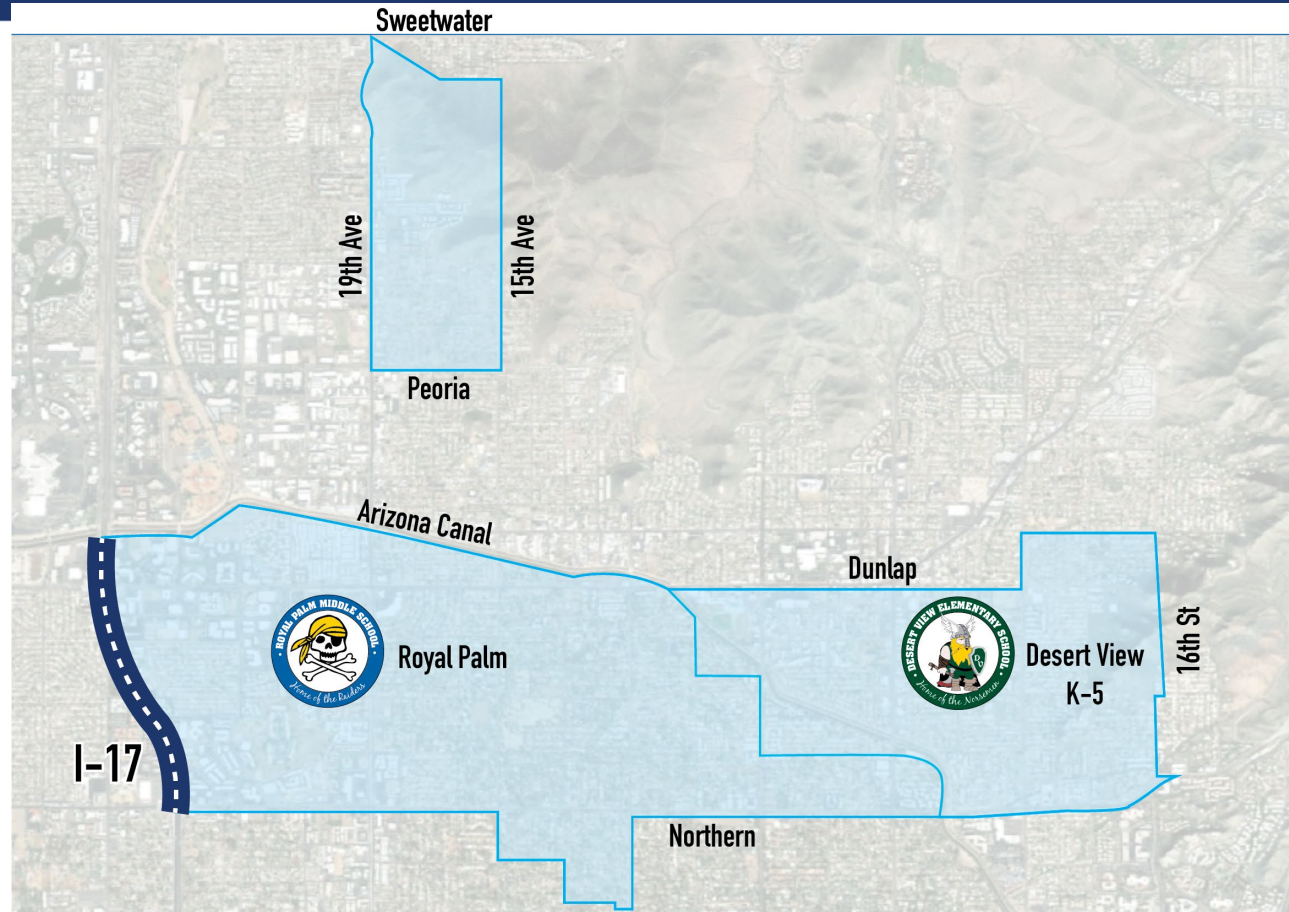 Sweetwater
19th Ave
15th Ave
Peoria
Arizona Canal
Dunlap
ROYAL PALM MIDDLE SCHOOL
Home of the Raiders
Royal Palm
DESERT VIEW ELEMENTARY SCHOOL
DV
Home of the Norsemen
Desert View
K-5
16th St
I-17
Northern